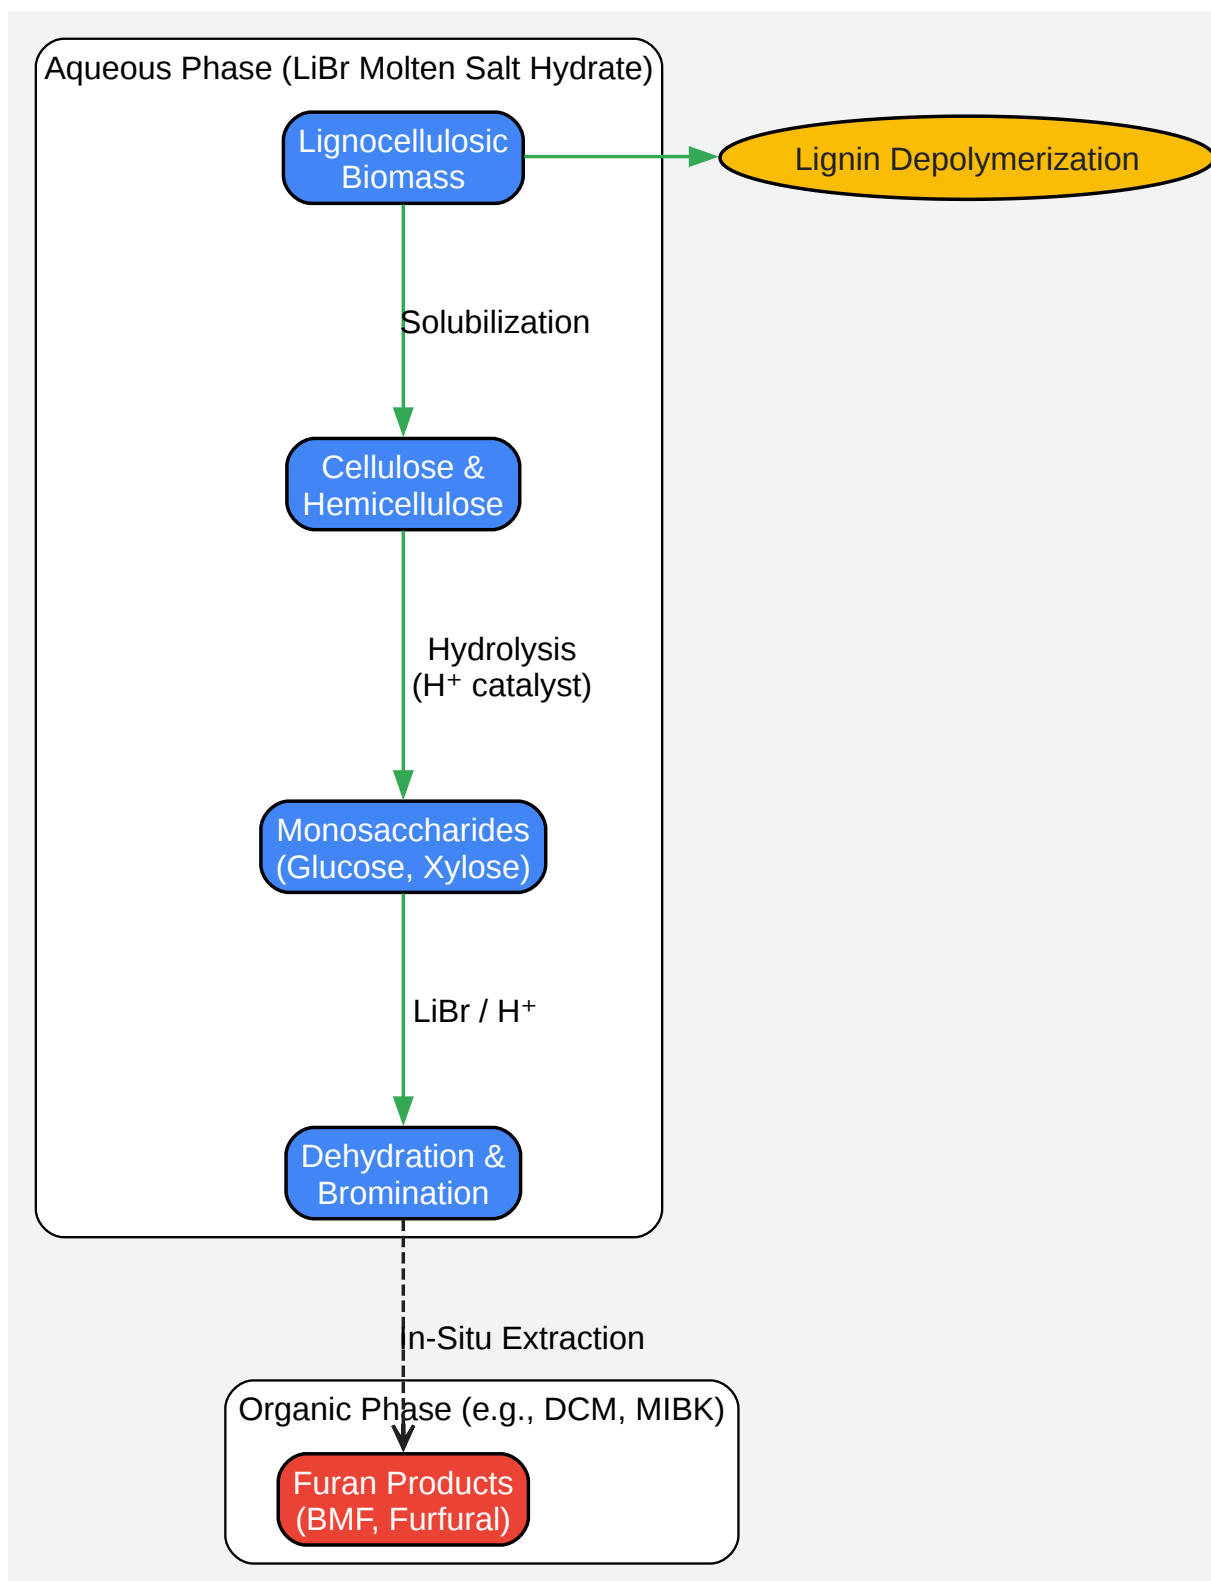 Aqueous Phase (LiBr Molten Salt Hydrate)
Lignocellulosic
Biomass
Lignin Depolymerization
Solubilization
Cellulose &
Hemicellulose
Hydrolysis
(H⁺ catalyst)
Monosaccharides
(Glucose, Xylose)
LiBr / H⁺
Dehydration &
Bromination
In-Situ Extraction
Organic Phase (e.g., DCM, MIBK)
Furan Products
(BMF, Furfural)